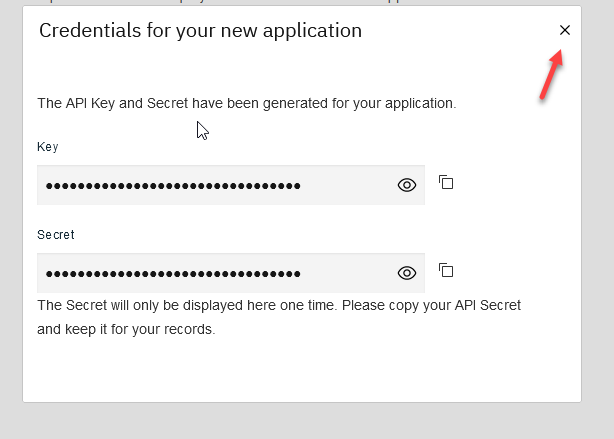 Credentials for your new application
The API Key and Secret have been generated for your application.
Key
••••••••••••••••••••••••••••••••
Secret
••••••••••••••••••••••••••••••••
The Secret will only be displayed here one time. Please copy your API Secret
and keep it for your records.